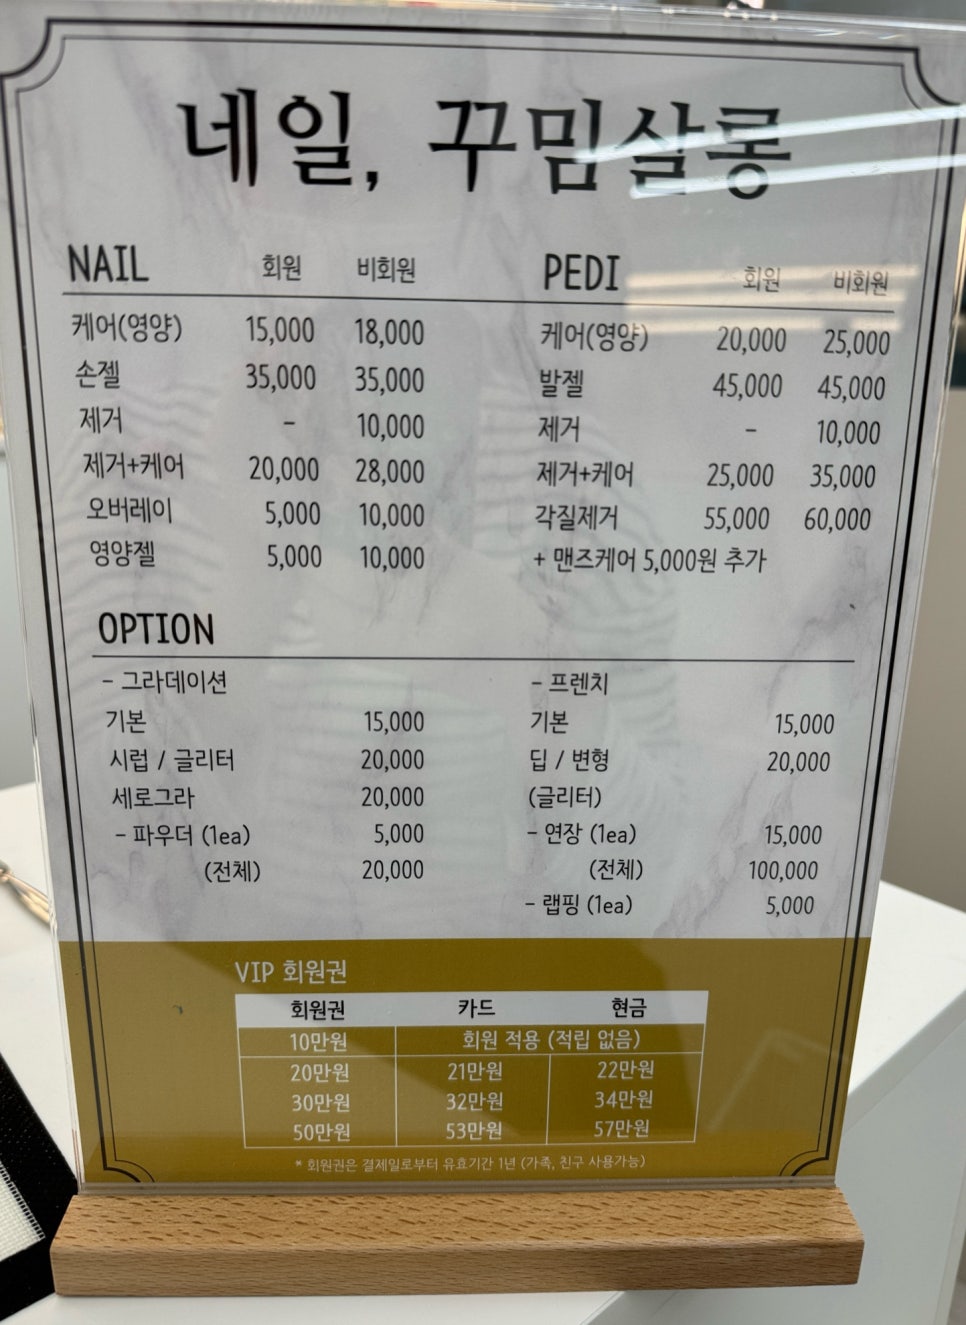 네일, 꾸밈살롱
NAIL 회원 비회원
케어(영양) 15,000 18,000
손젤 35,000 35,000
제거 – 10,000
제거+케어 20,000 28,000
오버레이 5,000 10,000
영양젤 5,000 10,000
PEDI 회원 비회원
케어(영양) 20,000 25,000
발젤 45,000 45,000
제거 – 10,000
제거+케어 25,000 35,000
각질제거 55,000 60,000
+ 맨즈케어 5,000원 추가
OPTION
– 그라데이션
기본 15,000
시럽 / 글리터 20,000
세로그라 20,000
– 파우더 (1ea) 5,000
(전체) 20,000
– 프렌치
기본 15,000
딥 / 변형 20,000
(글리터)
– 연장 (1ea) 15,000
(전체) 100,000
– 랩핑 (1ea) 5,000
VIP 회원권
회원권 카드 현금
10만원 회원 적용 (적립 없음)
20만원 21만원 22만원
30만원 32만원 34만원
50만원 53만원 57만원
* 회원권은 결제일로부터 유효기간 1년 (가족, 친구 사용가능)